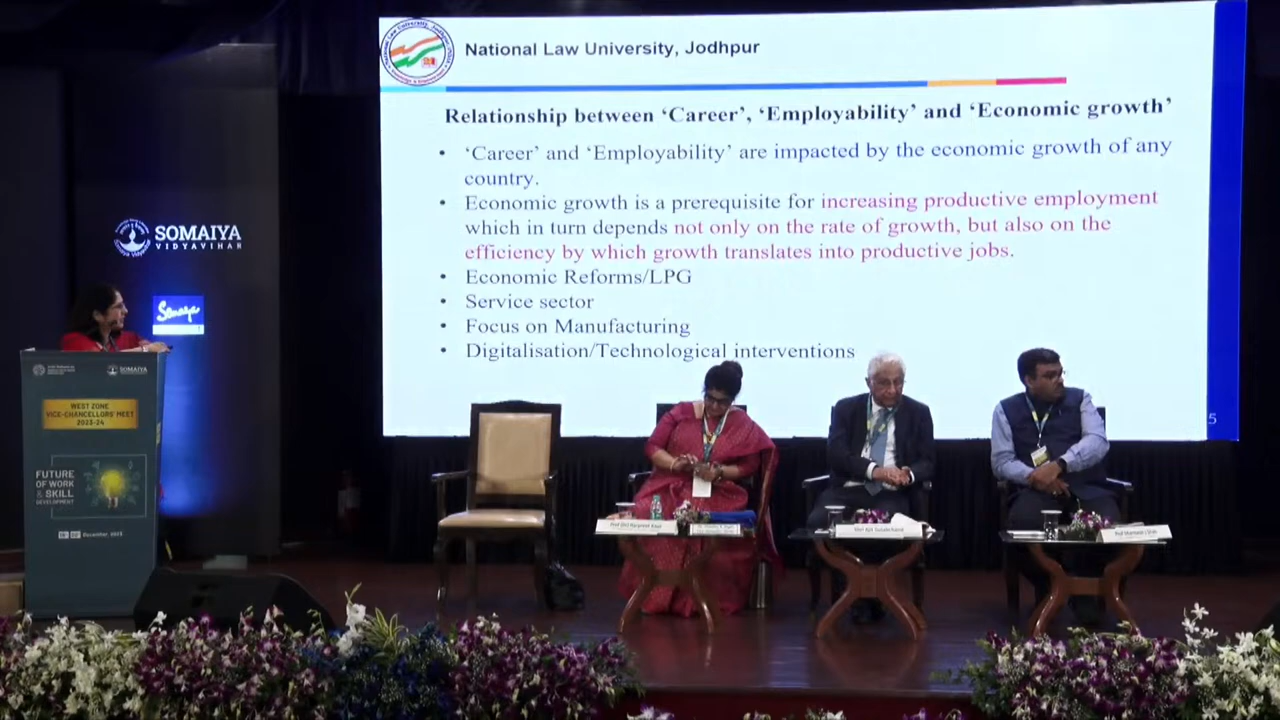 National Law University, Jodhpur
Relationship between ‘Career’, ‘Employability’ and ‘Economic growth’
• ‘Career’ and ‘Employability’ are impacted by the economic growth of any
country.
• Economic growth is a prerequisite for increasing productive employment
which in turn depends not only on the rate of growth, but also on the
efficiency by which growth translates into productive jobs.
• Economic Reforms/LPG
• Service sector
• Focus on Manufacturing
• Digitalisation/Technological interventions
5
SOMAIYA
VIDYAVIHAR
Somaiya
SOMAIYA
WEST ZONE
VICE-CHANCELLORS' MEET
2023-24
FUTURE
OF WORK
& SKILL
DEVELOPMENT
December, 2023